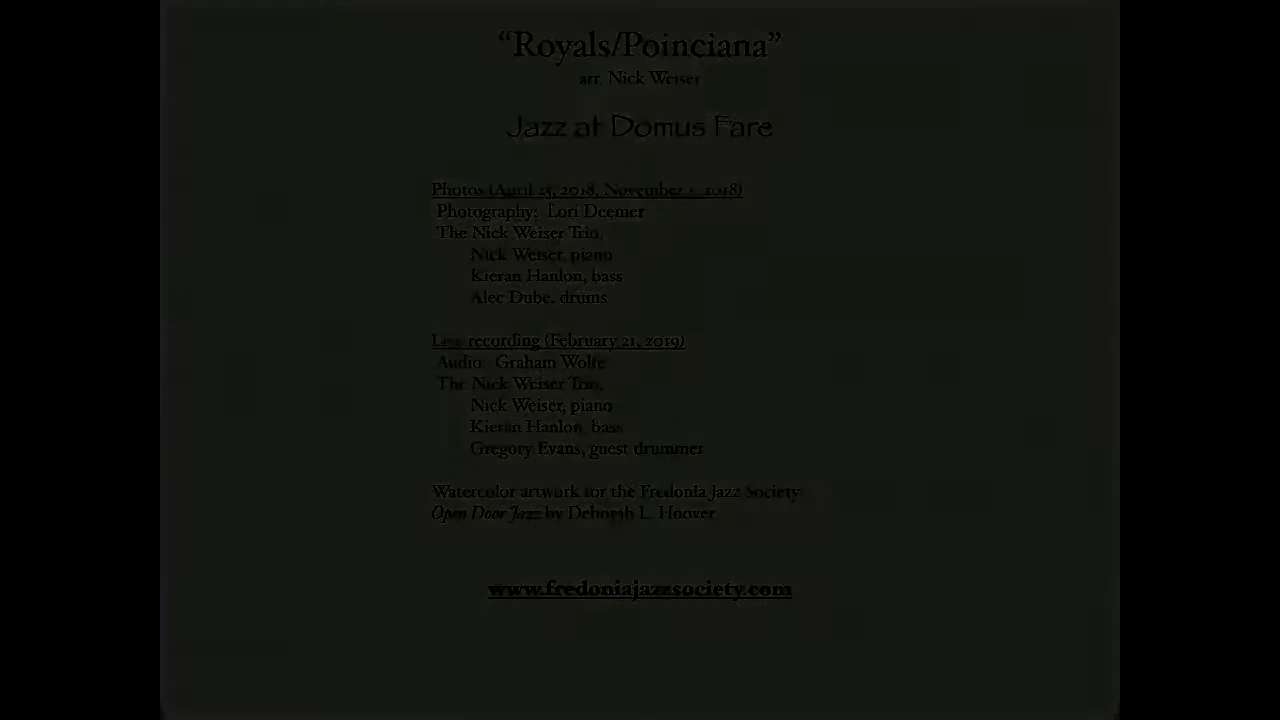 “Royals/Poinciana”
arr. Nick Weiser
Jazz at Domus Fare
Photos (April 25, 2018, November 1, 2018)
Photography: Lori Deemer
The Nick Weiser Trio,
Nick Weiser, piano
Kieran Hanlon, bass
Alec Dube, drums
Live recording (February 21, 2019)
Audio: Graham Wolfe
The Nick Weiser Trio,
Nick Weiser, piano
Kieran Hanlon, bass
Gregory Evans, guest drummer
Watercolor artwork for the Fredonia Jazz Society
Open Door Jazz by Deborah L. Hoover
www.fredoniajazzsociety.com